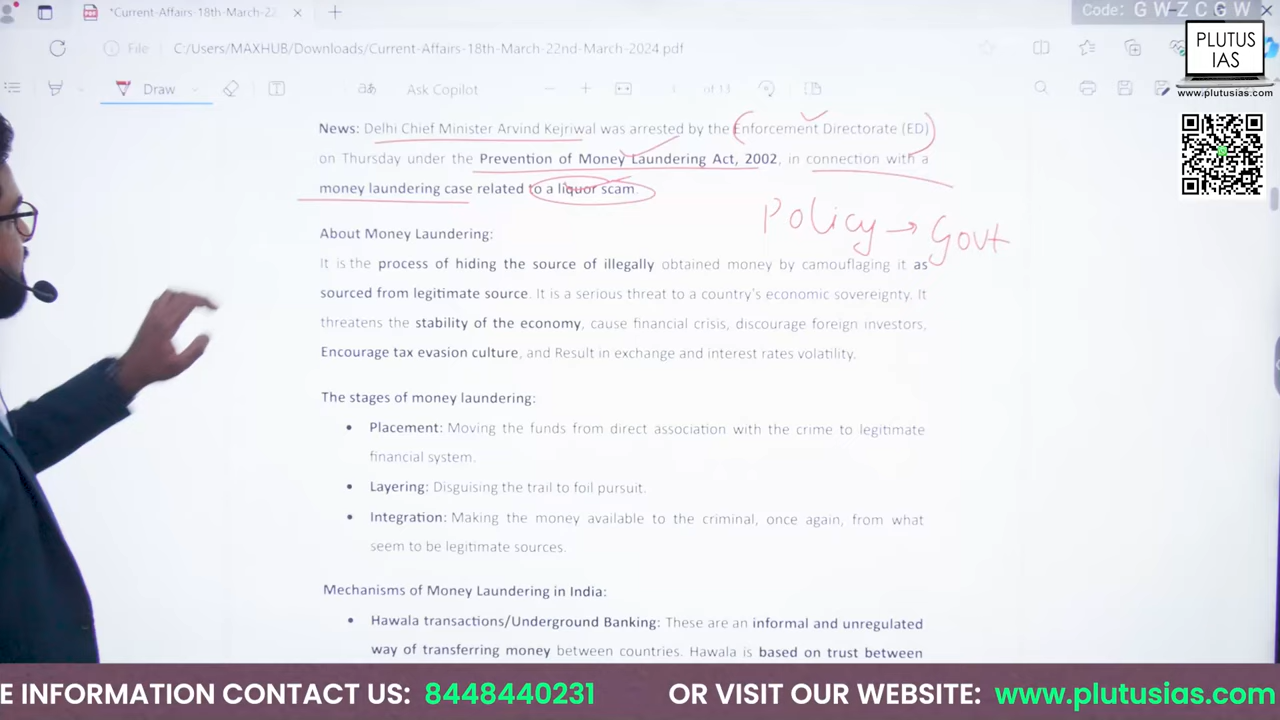 *Current-Affairs-18th-March-22
Code: G W Z C G W
File C:/Users/MAXHUB/Downloads/Current-Affairs-18th-March-22nd-March-2024.pdf
PLUTUS
IAS
www.plutusias.com
Draw Ask Copilot of 13
News: Delhi Chief Minister Arvind Kejriwal was arrested by the Enforcement Directorate (ED)
on Thursday under the Prevention of Money Laundering Act, 2002, in connection with a
money laundering case related to a liquor scam.
Policy → Govt
About Money Laundering:
It is the process of hiding the source of illegally obtained money by camouflaging it as
sourced from legitimate source. It is a serious threat to a country's economic sovereignty. It
threatens the stability of the economy, cause financial crisis, discourage foreign investors,
Encourage tax evasion culture, and Result in exchange and interest rates volatility.
The stages of money laundering:
• Placement: Moving the funds from direct association with the crime to legitimate
financial system.
• Layering: Disguising the trail to foil pursuit.
• Integration: Making the money available to the criminal, once again, from what
seem to be legitimate sources.
Mechanisms of Money Laundering in India:
• Hawala transactions/Underground Banking: These are an informal and unregulated
way of transferring money between countries. Hawala is based on trust between
E INFORMATION CONTACT US: 8448440231 OR VISIT OUR WEBSITE: www.plutusias.com